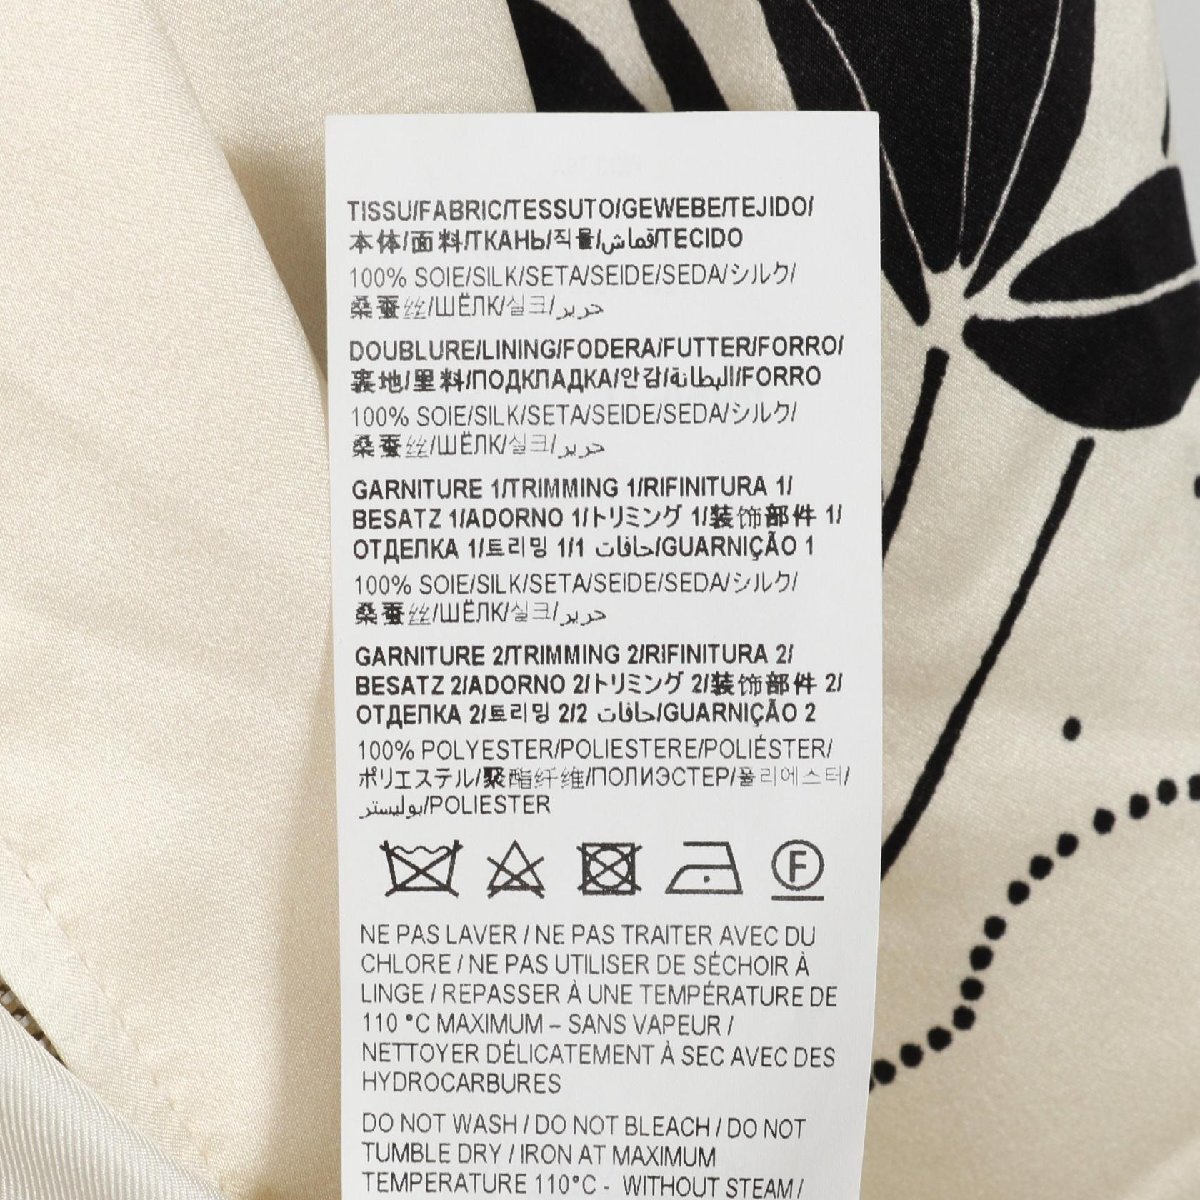 TISSU/FABRIC/TESSUTO/GEWEBE/TEJIDO/
本体/面料/ТКАНЬ/직물/قماش/TECIDO
100% SOIE/SILK/SETA/SEIDE/SEDA/シルク/
桑蚕丝/ШЁЛК/실크/حرير
DOUBLURE/LINING/FODERA/FUTTER/FORRO/
裏地/里料/ПОДКЛАДКА/안감/البطانة/FORRO
100% SOIE/SILK/SETA/SEIDE/SEDA/シルク/
桑蚕丝/ШЁЛК/실크/حرير
GARNITURE 1/TRIMMING 1/RIFINITURA 1/
BESATZ 1/ADORNO 1/トリミング 1/装饰部件 1/
ОТДЕЛКА 1/트리밍 1/1 حافات/GUARNIÇÃO 1
100% SOIE/SILK/SETA/SEIDE/SEDA/シルク/
桑蚕丝/ШЁЛК/실크/حرير
GARNITURE 2/TRIMMING 2/RIFINITURA 2/
BESATZ 2/ADORNO 2/トリミング 2/装饰部件 2/
ОТДЕЛКА 2/트리밍 2/2 حافات/GUARNIÇÃO 2
100% POLYESTER/POLIESTERE/POLIÉSTER/
ポリエステル/聚酯纤维/ПОЛИЭСТЕР/폴리에스터/
بوليستر/POLIESTER
F
NE PAS LAVER / NE PAS TRAITER AVEC DU
CHLORE / NE PAS UTILISER DE SÉCHOIR À
LINGE / REPASSER À UNE TEMPÉRATURE DE
110 °C MAXIMUM – SANS VAPEUR /
NETTOYER DÉLICATEMENT À SEC AVEC DES
HYDROCARBURES
DO NOT WASH / DO NOT BLEACH / DO NOT
TUMBLE DRY / IRON AT MAXIMUM
TEMPERATURE 110°C - WITHOUT STEAM /